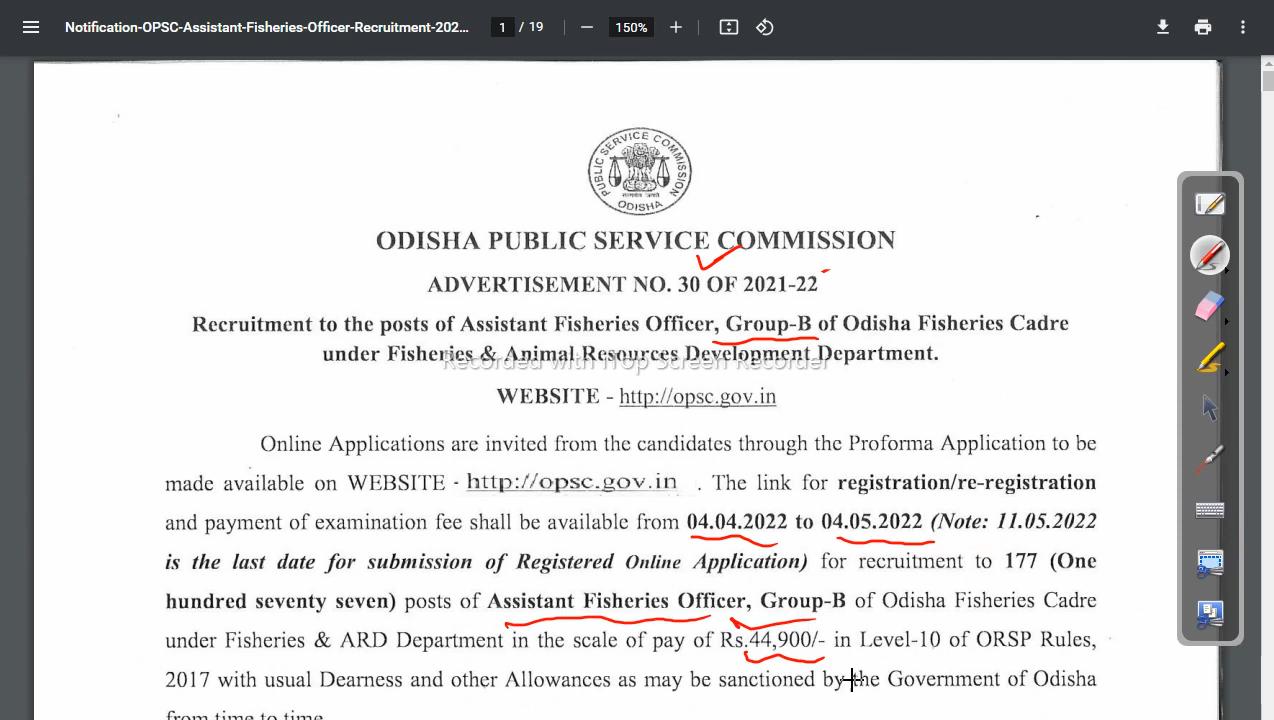 Notification-OPSC-Assistant-Fisheries-Officer-Recruitment-202...
1 / 19
150%
PUBLIC SERVICE COMMISSION
ODISHA
ODISHA PUBLIC SERVICE COMMISSION
ADVERTISEMENT NO. 30 OF 2021-22
Recruitment to the posts of Assistant Fisheries Officer, Group-B of Odisha Fisheries Cadre
under Fisheries & Animal Resources Development Department.
Recorded with iTop Screen Recorder
WEBSITE - http://opsc.gov.in
Online Applications are invited from the candidates through the Proforma Application to be
made available on WEBSITE - http://opsc.gov.in . The link for registration/re-registration
and payment of examination fee shall be available from 04.04.2022 to 04.05.2022 (Note: 11.05.2022
is the last date for submission of Registered Online Application) for recruitment to 177 (One
hundred seventy seven) posts of Assistant Fisheries Officer, Group-B of Odisha Fisheries Cadre
under Fisheries & ARD Department in the scale of pay of Rs.44,900/- in Level-10 of ORSP Rules,
2017 with usual Dearness and other Allowances as may be sanctioned by the Government of Odisha
from time to time.